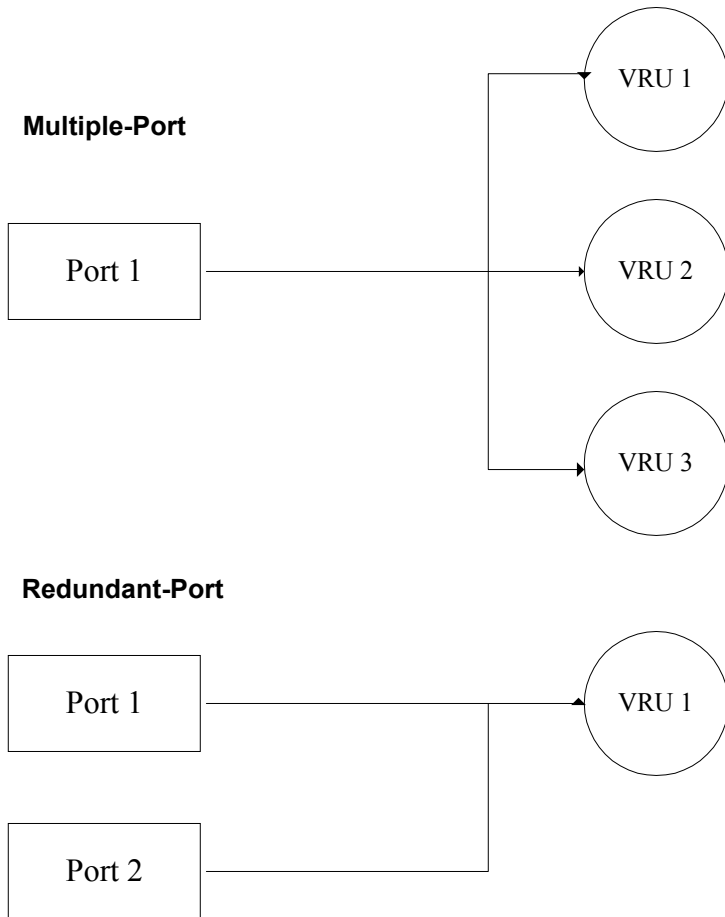 VRU 1
Multiple-Port
Port 1
VRU 2
VRU 3
Redundant-Port
Port 1
VRU 1
Port 2